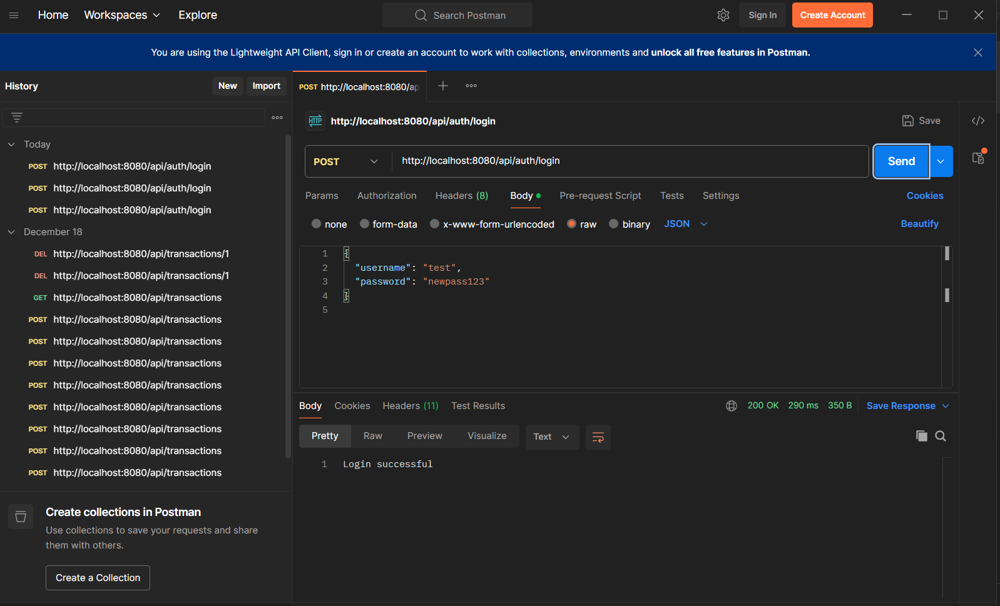 Home Workspaces Explore Search Postman Sign In Create Account
You are using the Lightweight API Client, sign in or create an account to work with collections, environments and unlock all free features in Postman.
History New Import
Today
POST http://localhost:8080/api/auth/login
POST http://localhost:8080/api/auth/login
POST http://localhost:8080/api/auth/login
December 18
DEL http://localhost:8080/api/transactions/1
DEL http://localhost:8080/api/transactions/1
GET http://localhost:8080/api/transactions
POST http://localhost:8080/api/transactions
POST http://localhost:8080/api/transactions
POST http://localhost:8080/api/transactions
POST http://localhost:8080/api/transactions
POST http://localhost:8080/api/transactions
POST http://localhost:8080/api/transactions
POST http://localhost:8080/api/transactions
POST http://localhost:8080/api/transactions
Create collections in Postman
Use collections to save your requests and share
them with others.
Create a Collection
POST http://localhost:8080/ap
HTTP http://localhost:8080/api/auth/login Save
POST http://localhost:8080/api/auth/login Send
Params Authorization Headers (8) Body Pre-request Script Tests Settings Cookies
none form-data x-www-form-urlencoded raw binary JSON Beautify
1 {
2 "username": "test",
3 "password": "newpass123"
4 }
5
Body Cookies Headers (11) Test Results 200 OK 290 ms 350 B Save Response
Pretty Raw Preview Visualize Text
1 Login successful